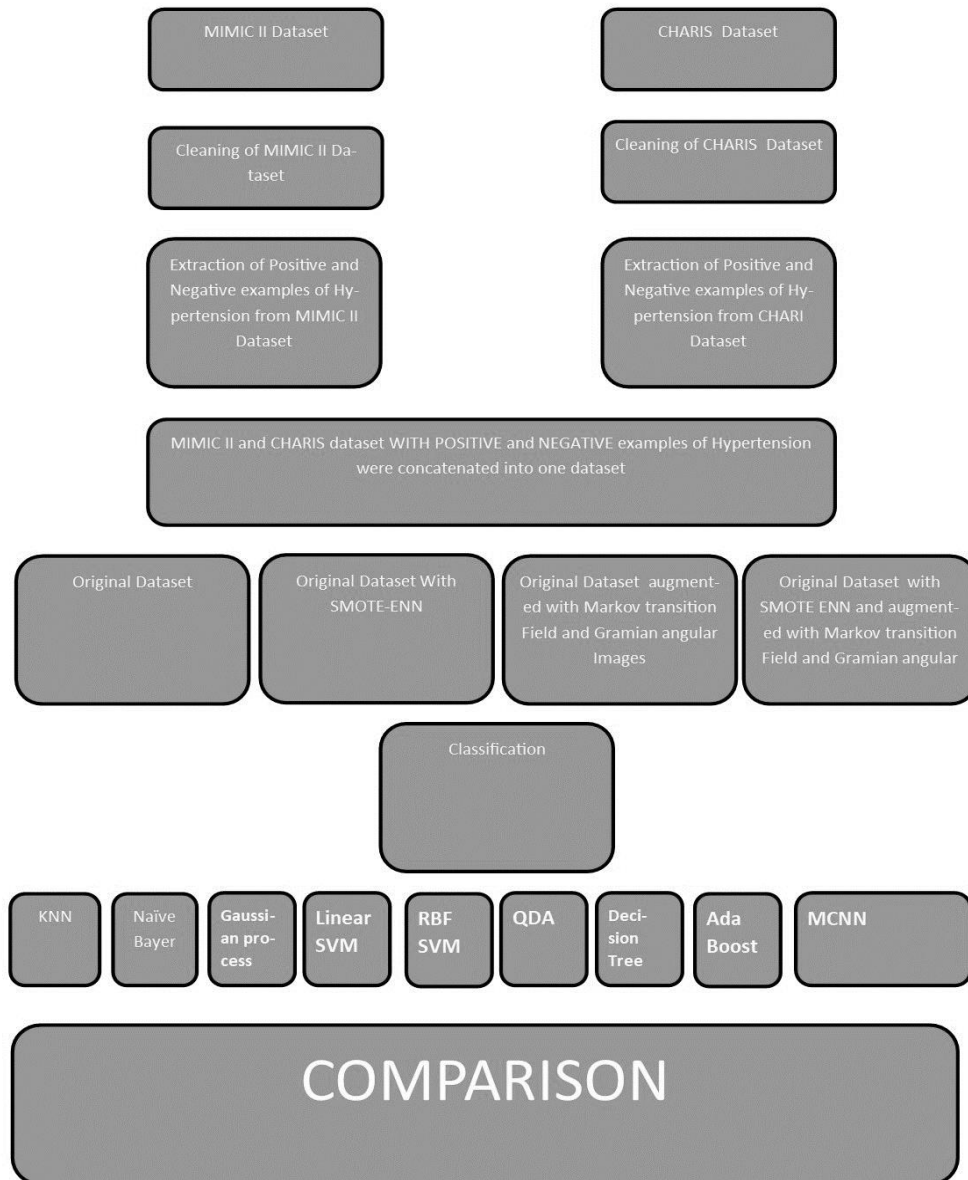 MIMIC II Dataset
CHARIS Dataset
Cleaning of MIMIC II Da-
taset
Cleaning of CHARIS Dataset
Extraction of Positive and
Negative examples of Hy-
pertension from MIMIC II
Dataset
Extraction of Positive and
Negative examples of Hy-
pertension from CHARI
Dataset
MIMIC II and CHARIS dataset WITH POSITIVE and NEGATIVE examples of Hypertension
were concatenated into one dataset
Original Dataset
Original Dataset With
SMOTE-ENN
Original Dataset augment-
ed with Markov transition
Field and Gramian angular
Images
Original Dataset with
SMOTE ENN and augment-
ed with Markov transition
Field and Gramian angular
Classification
KNN
Naïve
Bayer
Gaussi-
an pro-
cess
Linear
SVM
RBF
SVM
QDA
Deci-
sion
Tree
Ada
Boost
MCNN
COMPARISON